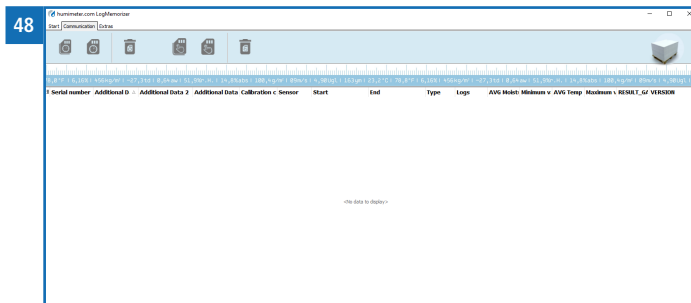 48
humimeter.com LogMemorizer
Start Communication Extras
Serial number Additional D Additional Data 2 Additional Data Calibration c Sensor Start End Type Logs AVG Moist Minimum v AVG Temp Maximum v RESULT_GA VERSION
<No data to display>